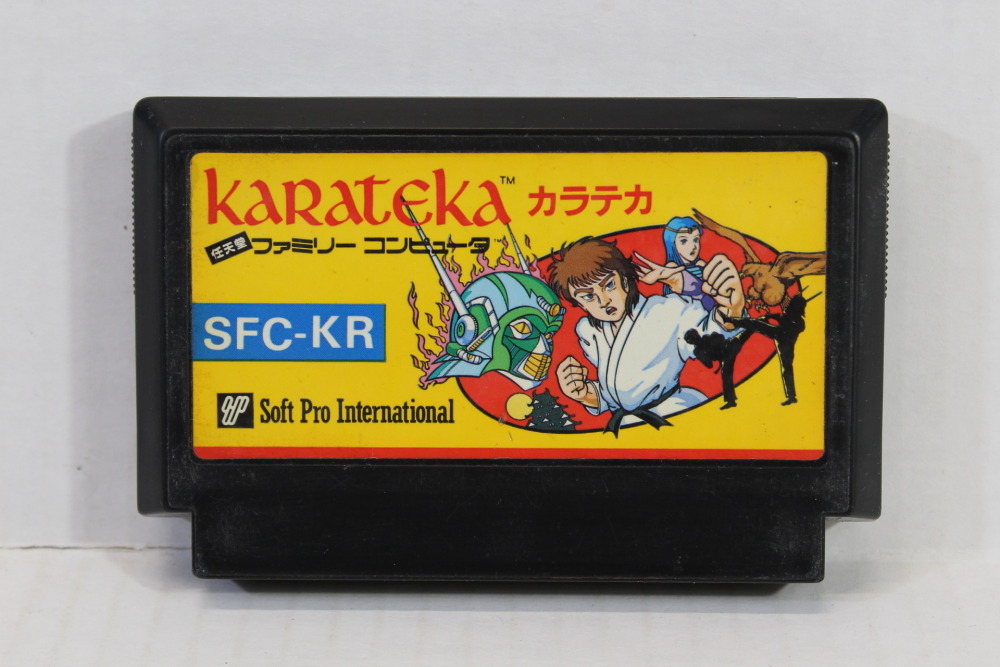 KARATEKA™ カラテカ
任天堂 ファミリー コンピュータ
SFC-KR
Soft Pro International